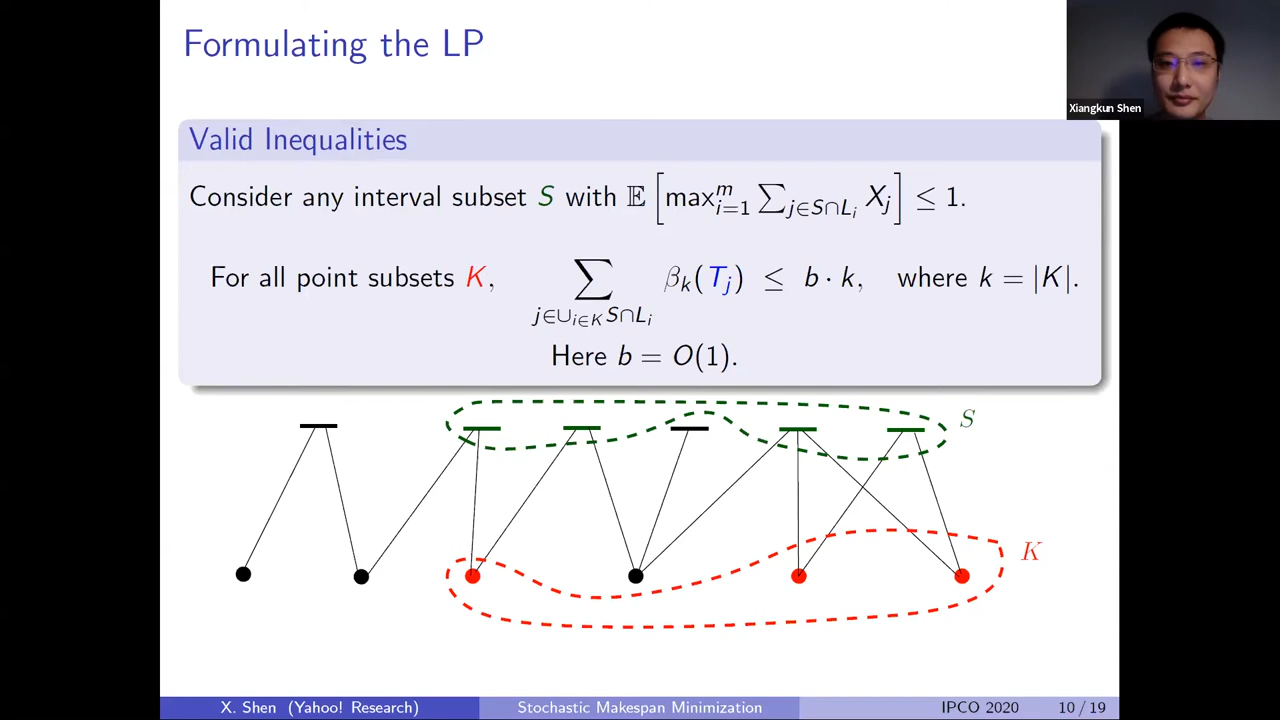 Formulating the LP
Xiangkun Shen
Valid Inequalities
Consider any interval subset S with 𝔼[max_{i=1}^{m} ∑_{j∈S∩L_i} X_j] ≤ 1.
For all point subsets K, ∑_{j∈∪_{i∈K} S∩L_i} β_k(T_j) ≤ b · k, where k = |K|.
Here b = O(1).
S
K
X. Shen (Yahoo! Research) Stochastic Makespan Minimization IPCO 2020 10 / 19